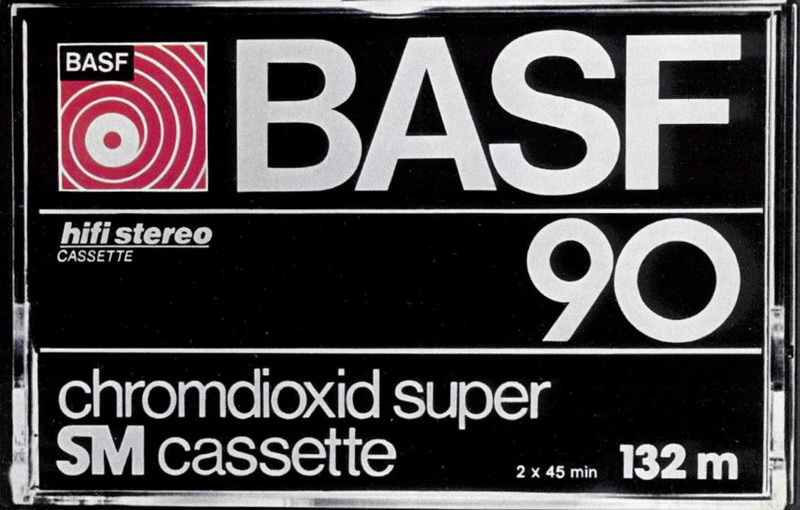 BASF
BASF
hifi stereo
CASSETTE
90
chromdioxid super
SM cassette
2 x 45 min 132 m